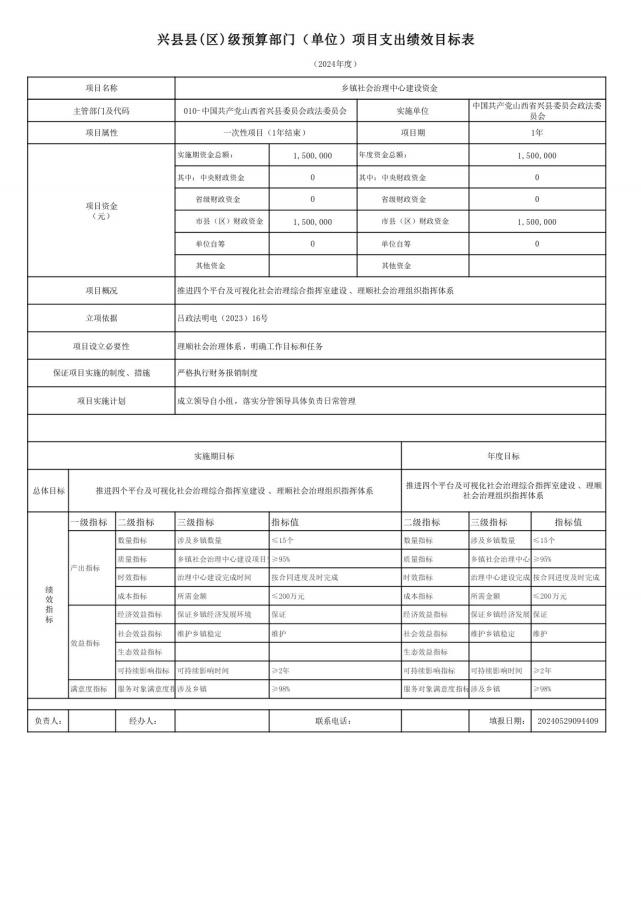 兴县县(区)级预算部门（单位）项目支出绩效目标表
（2024年度）
项目名称 乡镇社会治理中心建设资金
主管部门及代码 010-中国共产党山西省兴县委员会政法委员会 实施单位 中国共产党山西省兴县委员会政法委
员会
项目属性 一次性项目（1年结束） 项目期 1年
项目资金
（元）
实施期资金总额： 1,500,000 年度资金总额： 1,500,000
其中：中央财政资金 0 其中：中央财政资金 0
省级财政资金 0 省级财政资金 0
市县（区）财政资金 1,500,000 市县（区）财政资金 1,500,000
单位自筹 0 单位自筹 0
其他资金 其他资金
项目概况 推进四个平台及可视化社会治理综合指挥室建设、理顺社会治理组织指挥体系
立项依据 吕政法明电（2023）16号
项目设立必要性 理顺社会治理体系，明确工作目标和任务
保证项目实施的制度、措施 严格执行财务报销制度
项目实施计划 成立领导自小组，落实分管领导具体负责日常管理
实施期目标 年度目标
总体目标 推进四个平台及可视化社会治理综合指挥室建设、理顺社会治理组织指挥体系 推进四个平台及可视化社会治理综合指挥室建设、理顺
社会治理组织指挥体系
绩效指标
一级指标 二级指标 三级指标 指标值 二级指标 三级指标 指标值
产出指标
数量指标 涉及乡镇数量 ≤15个 数量指标 涉及乡镇数量 ≤15个
质量指标 乡镇社会治理中心建设项目 ≥95% 质量指标 乡镇社会治理中心 ≥95%
时效指标 治理中心建设完成时间 按合同进度及时完成 时效指标 治理中心建设完成 按合同进度及时完成
成本指标 所需金额 ≤200万元 成本指标 所需金额 ≤200万元
效益指标
经济效益指标 保证乡镇经济发展环境 保证 经济效益指标 保证乡镇经济发展 保证
社会效益指标 维护乡镇稳定 维护 社会效益指标 维护乡镇稳定 维护
生态效益指标 生态效益指标
可持续影响指标 可持续影响时间 ≥2年 可持续影响指标 可持续影响时间 ≥2年
满意度指标 服务对象满意度指 涉及乡镇 ≥98% 服务对象满意度指标 涉及乡镇 ≥98%
负责人： 经办人： 联系电话： 填报日期： 20240529094409